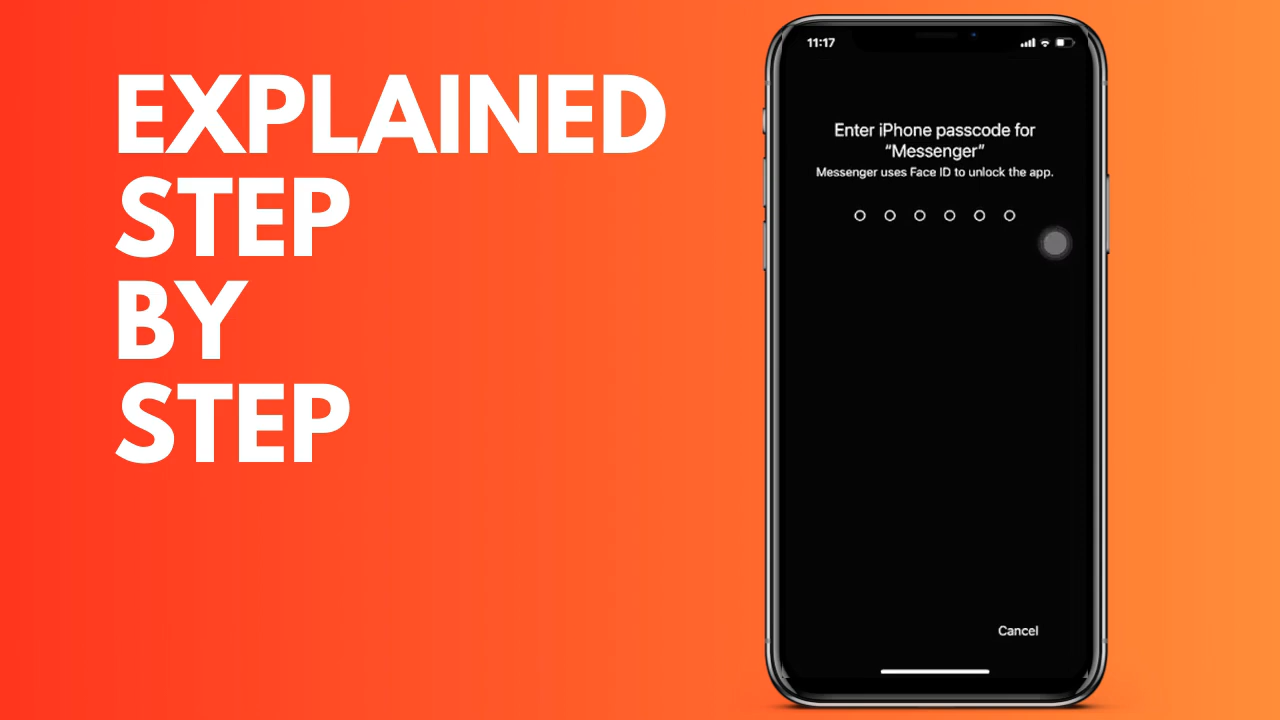 EXPLAINED
STEP
BY
STEP
11:17
Enter iPhone passcode for
“Messenger”
Messenger uses Face ID to unlock the app.
Cancel